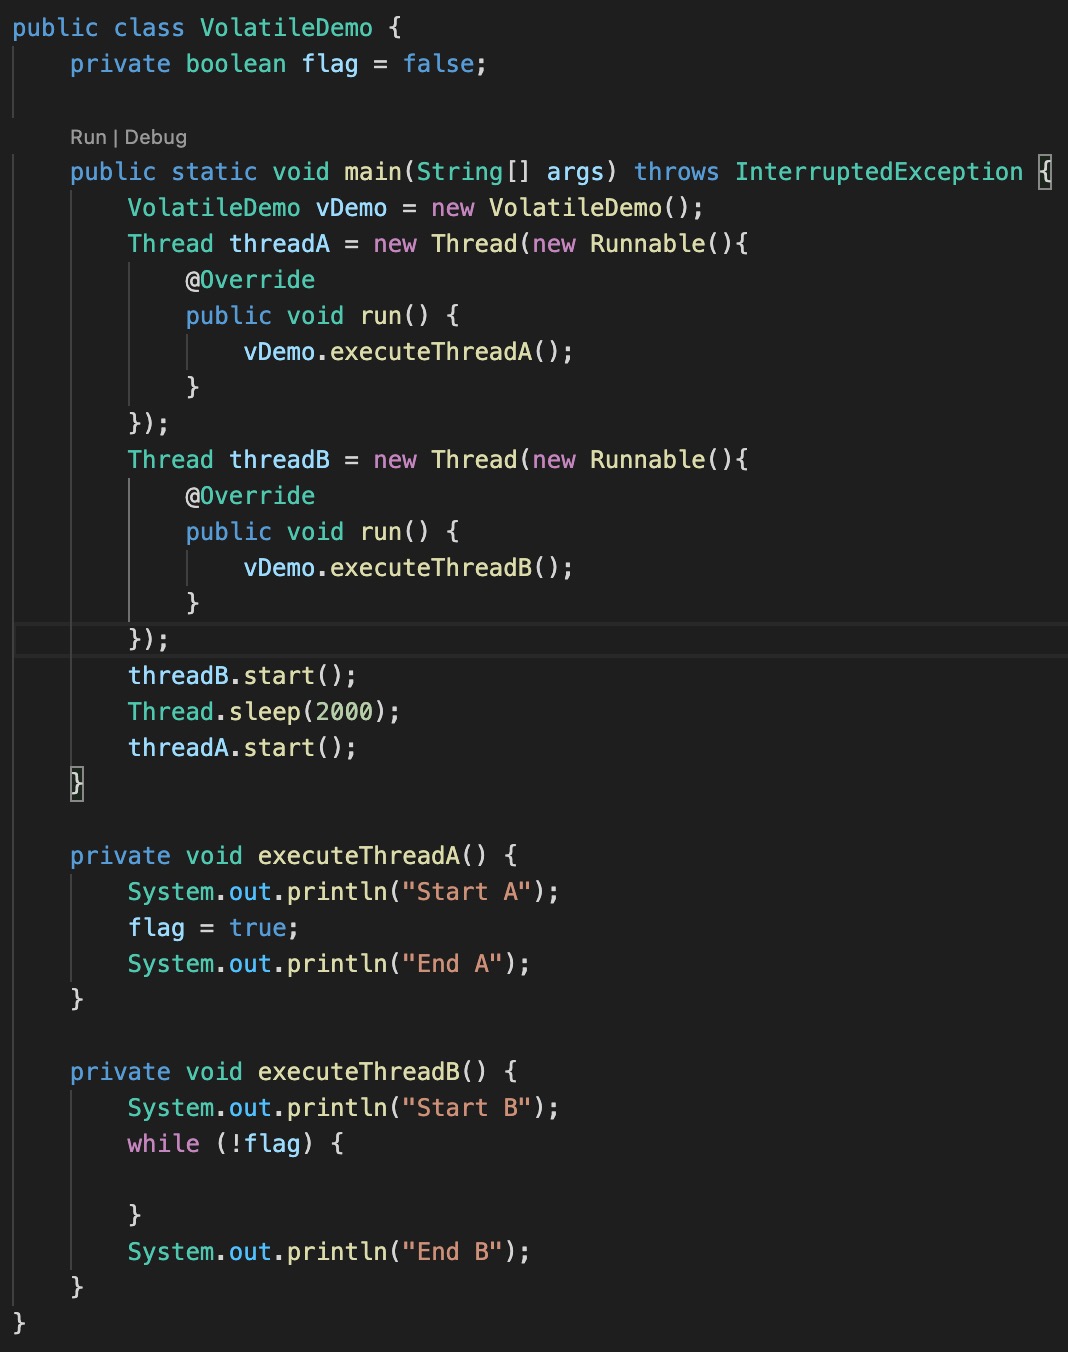 public class VolatileDemo {
    private boolean flag = false;

    Run | Debug
    public static void main(String[] args) throws InterruptedException {
        VolatileDemo vDemo = new VolatileDemo();
        Thread threadA = new Thread(new Runnable(){
            @Override
            public void run() {
                vDemo.executeThreadA();
            }
        });
        Thread threadB = new Thread(new Runnable(){
            @Override
            public void run() {
                vDemo.executeThreadB();
            }
        });
        threadB.start();
        Thread.sleep(2000);
        threadA.start();
    }

    private void executeThreadA() {
        System.out.println("Start A");
        flag = true;
        System.out.println("End A");
    }

    private void executeThreadB() {
        System.out.println("Start B");
        while (!flag) {

        }
        System.out.println("End B");
    }
}